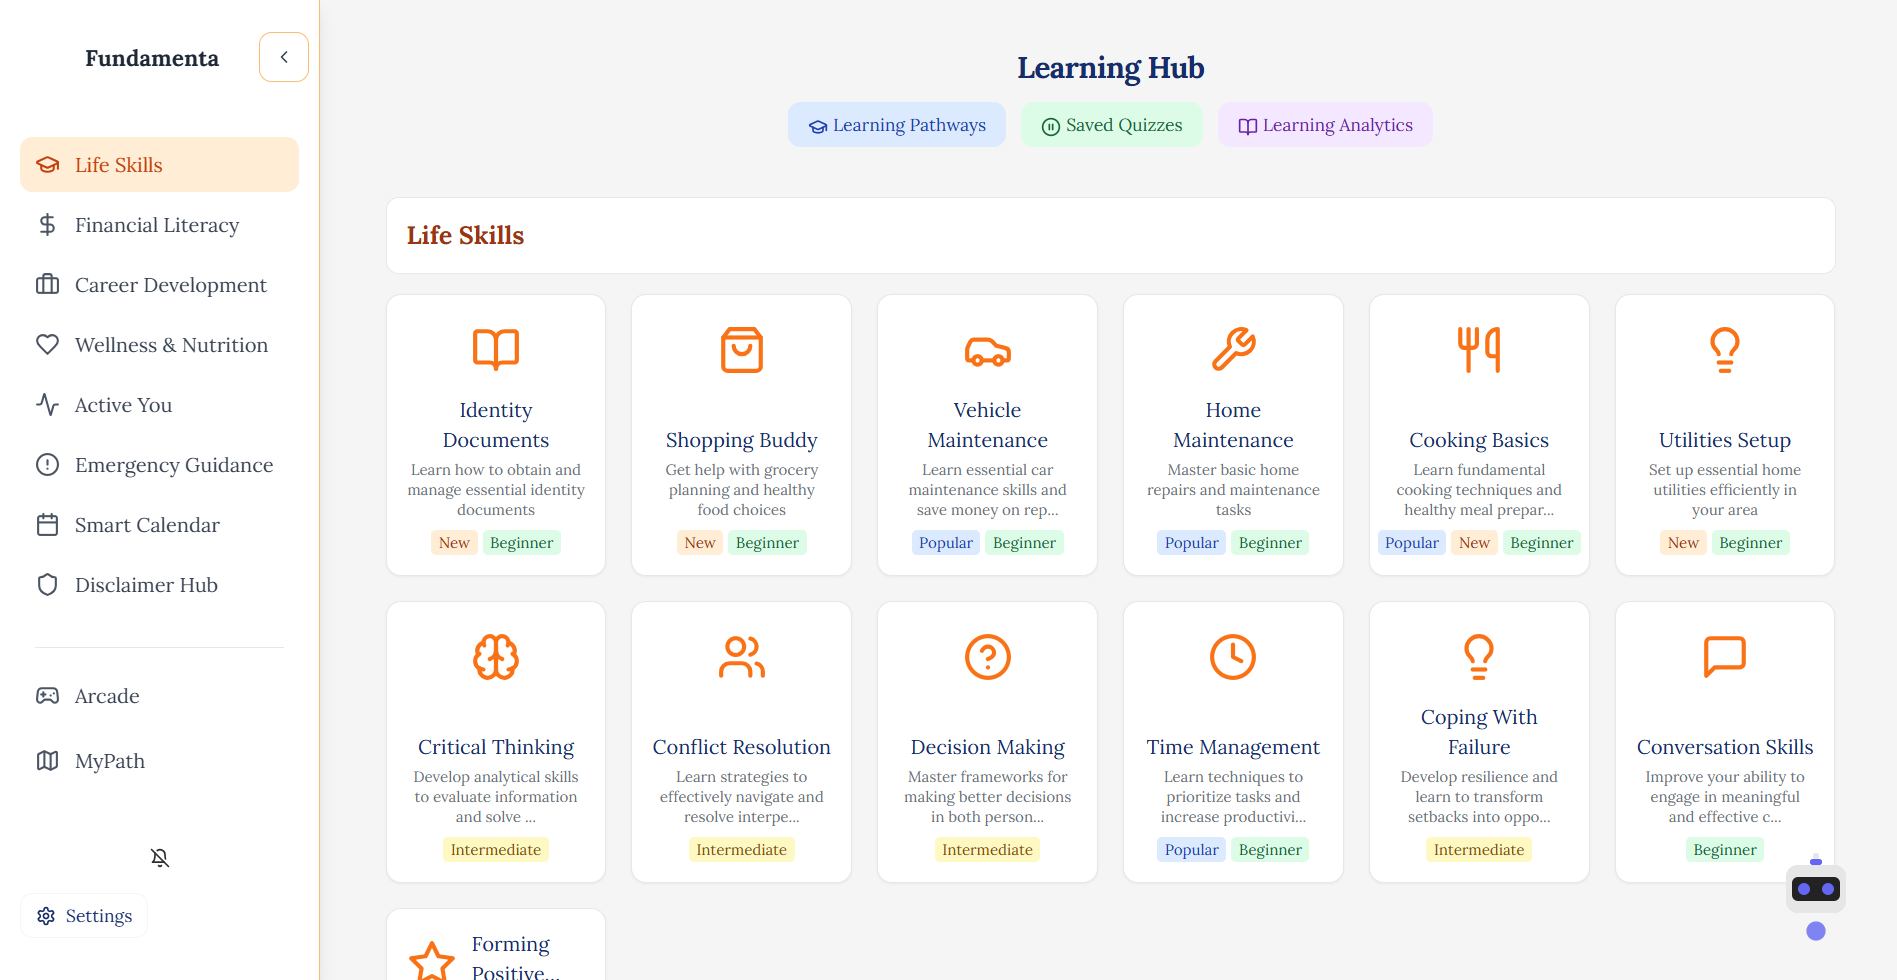 Fundamenta
Life Skills
Financial Literacy
Career Development
Wellness & Nutrition
Active You
Emergency Guidance
Smart Calendar
Disclaimer Hub
Arcade
MyPath
Settings
Learning Hub
Learning Pathways
Saved Quizzes
Learning Analytics
Life Skills
Identity
Documents
Learn how to obtain and
manage essential identity
documents
New
Beginner
Shopping Buddy
Get help with grocery
planning and healthy
food choices
New
Beginner
Vehicle
Maintenance
Learn essential car
maintenance skills and
save money on rep...
Popular
Beginner
Home
Maintenance
Master basic home
repairs and maintenance
tasks
Popular
Beginner
Cooking Basics
Learn fundamental
cooking techniques and
healthy meal prepar...
Popular
New
Beginner
Utilities Setup
Set up essential home
utilities efficiently in
your area
New
Beginner
Critical Thinking
Develop analytical skills
to evaluate information
and solve ...
Intermediate
Conflict Resolution
Learn strategies to
effectively navigate and
resolve interpe...
Intermediate
Decision Making
Master frameworks for
making better decisions
in both person...
Intermediate
Time Management
Learn techniques to
prioritize tasks and
increase productivi...
Popular
Beginner
Coping With
Failure
Develop resilience and
learn to transform
setbacks into oppo...
Intermediate
Conversation Skills
Improve your ability to
engage in meaningful
and effective c...
Beginner
Forming
Positive...